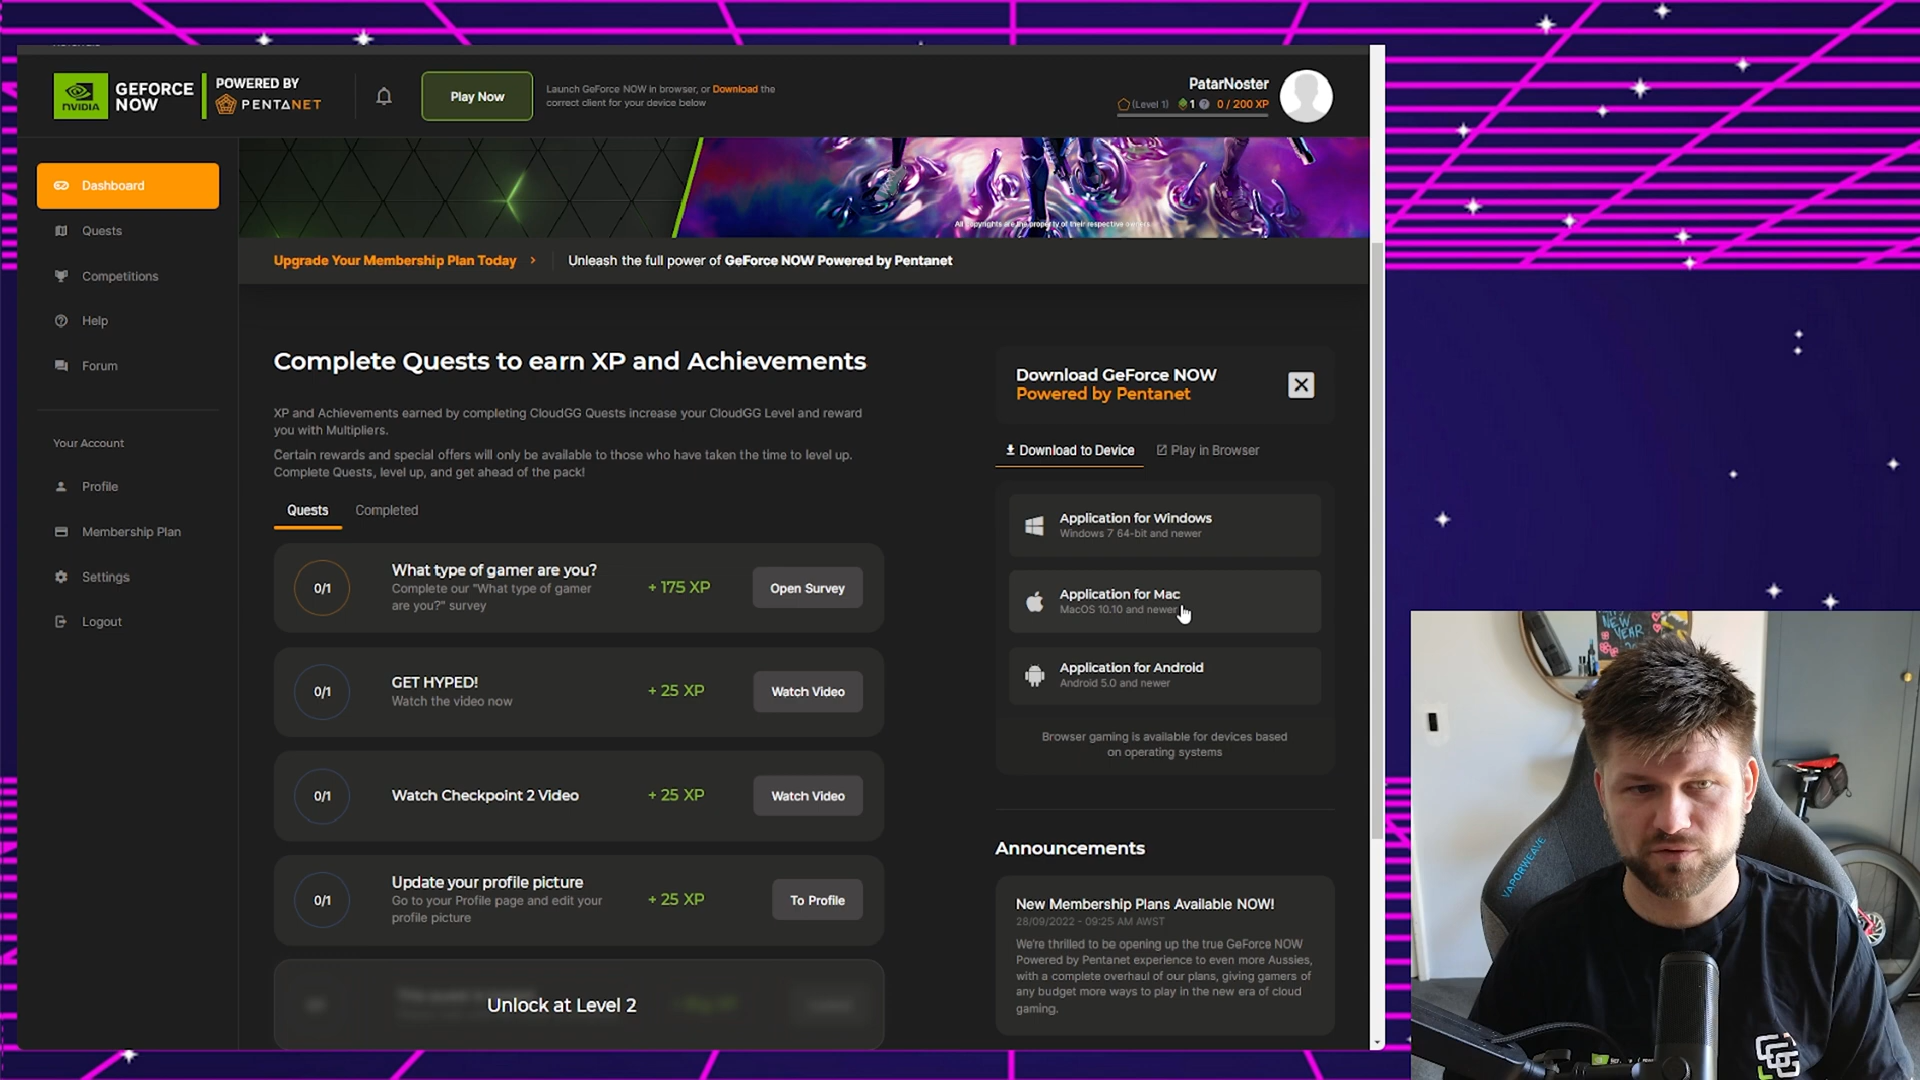 NVIDIA
GEFORCE
NOW
POWERED BY
PENTANET
Play Now
Launch GeForce NOW in browser, or Download the
correct client for your device below
PatarNoster
(Level 1) 1 0 / 200 XP
Dashboard
Quests
Competitions
Help
Forum
Your Account
Profile
Membership Plan
Settings
Logout
All copyrights are the property of their respective owners.
Upgrade Your Membership Plan Today
Unleash the full power of GeForce NOW Powered by Pentanet
Complete Quests to earn XP and Achievements
XP and Achievements earned by completing CloudGG Quests increase your CloudGG Level and reward
you with Multipliers.
Certain rewards and special offers will only be available to those who have taken the time to level up.
Complete Quests, level up, and get ahead of the pack!
Quests
Completed
0/1
What type of gamer are you?
Complete our "What type of gamer
are you?" survey
+ 175 XP
Open Survey
0/1
GET HYPED!
Watch the video now
+ 25 XP
Watch Video
0/1
Watch Checkpoint 2 Video
+ 25 XP
Watch Video
0/1
Update your profile picture
Go to your Profile page and edit your
profile picture
+ 25 XP
To Profile
Unlock at Level 2
Download GeForce NOW
Powered by Pentanet
Download to Device
Play in Browser
Application for Windows
Windows 7 64-bit and newer
Application for Mac
MacOS 10.10 and newer
Application for Android
Android 5.0 and newer
Browser gaming is available for devices based
on operating systems
Announcements
New Membership Plans Available NOW!
28/09/2022 - 09:25 AM AWST
We're thrilled to be opening up the true GeForce NOW
Powered by Pentanet experience to even more Aussies,
with a complete overhaul of our plans, giving gamers of
any budget more ways to play in the new era of cloud
gaming.
NEW
YEAR
VAPORWEAVE